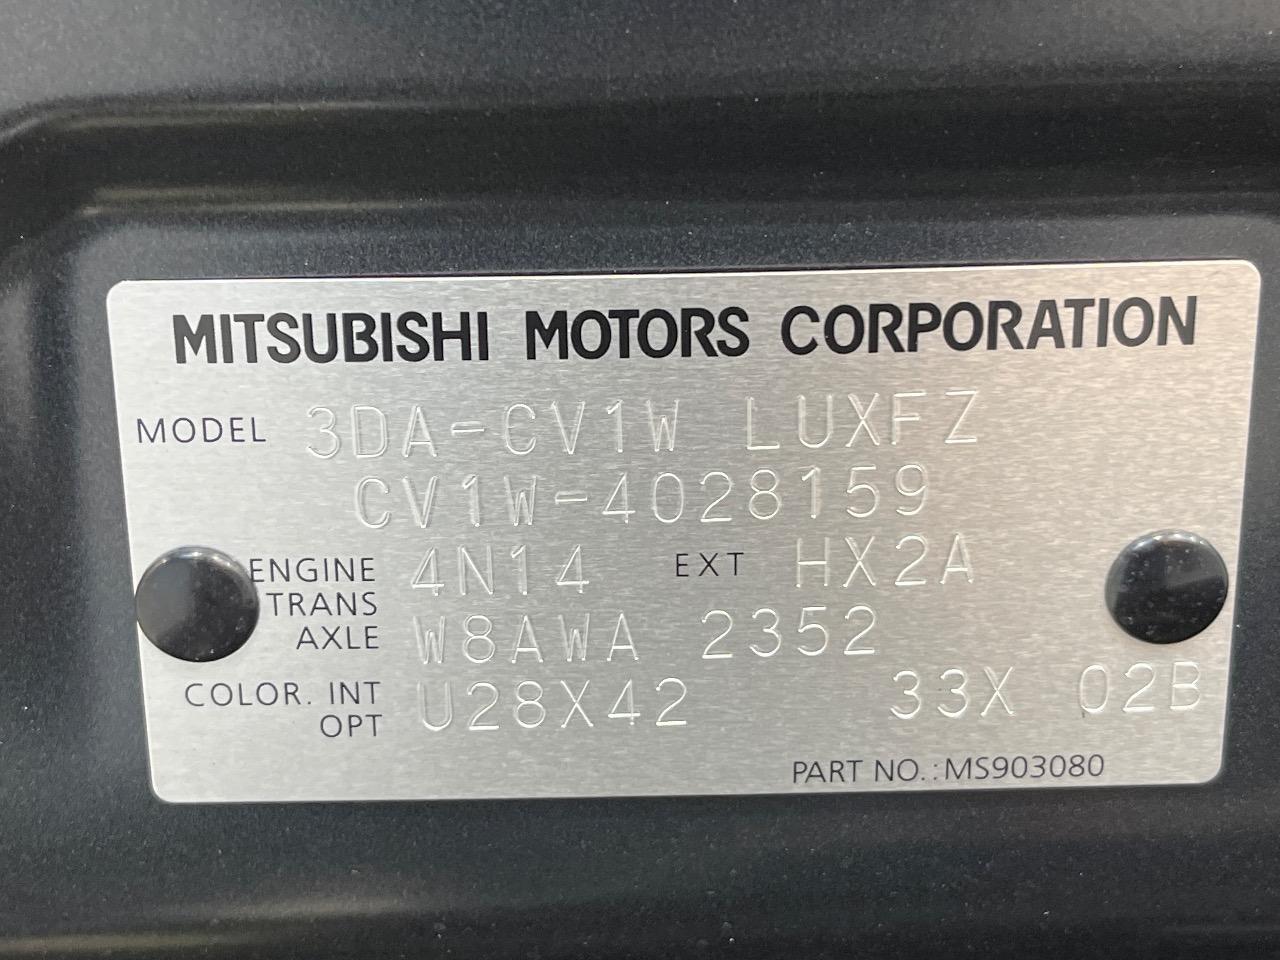 MITSUBISHI MOTORS CORPORATION
MODEL 3DA-CV1W LUXFZ
CV1W-4028159
ENGINE 4N14 EXT HX2A
TRANS
AXLE W8AWA 2352
COLOR. INT
OPT U28X42 33X 02B
PART NO.:MS903080